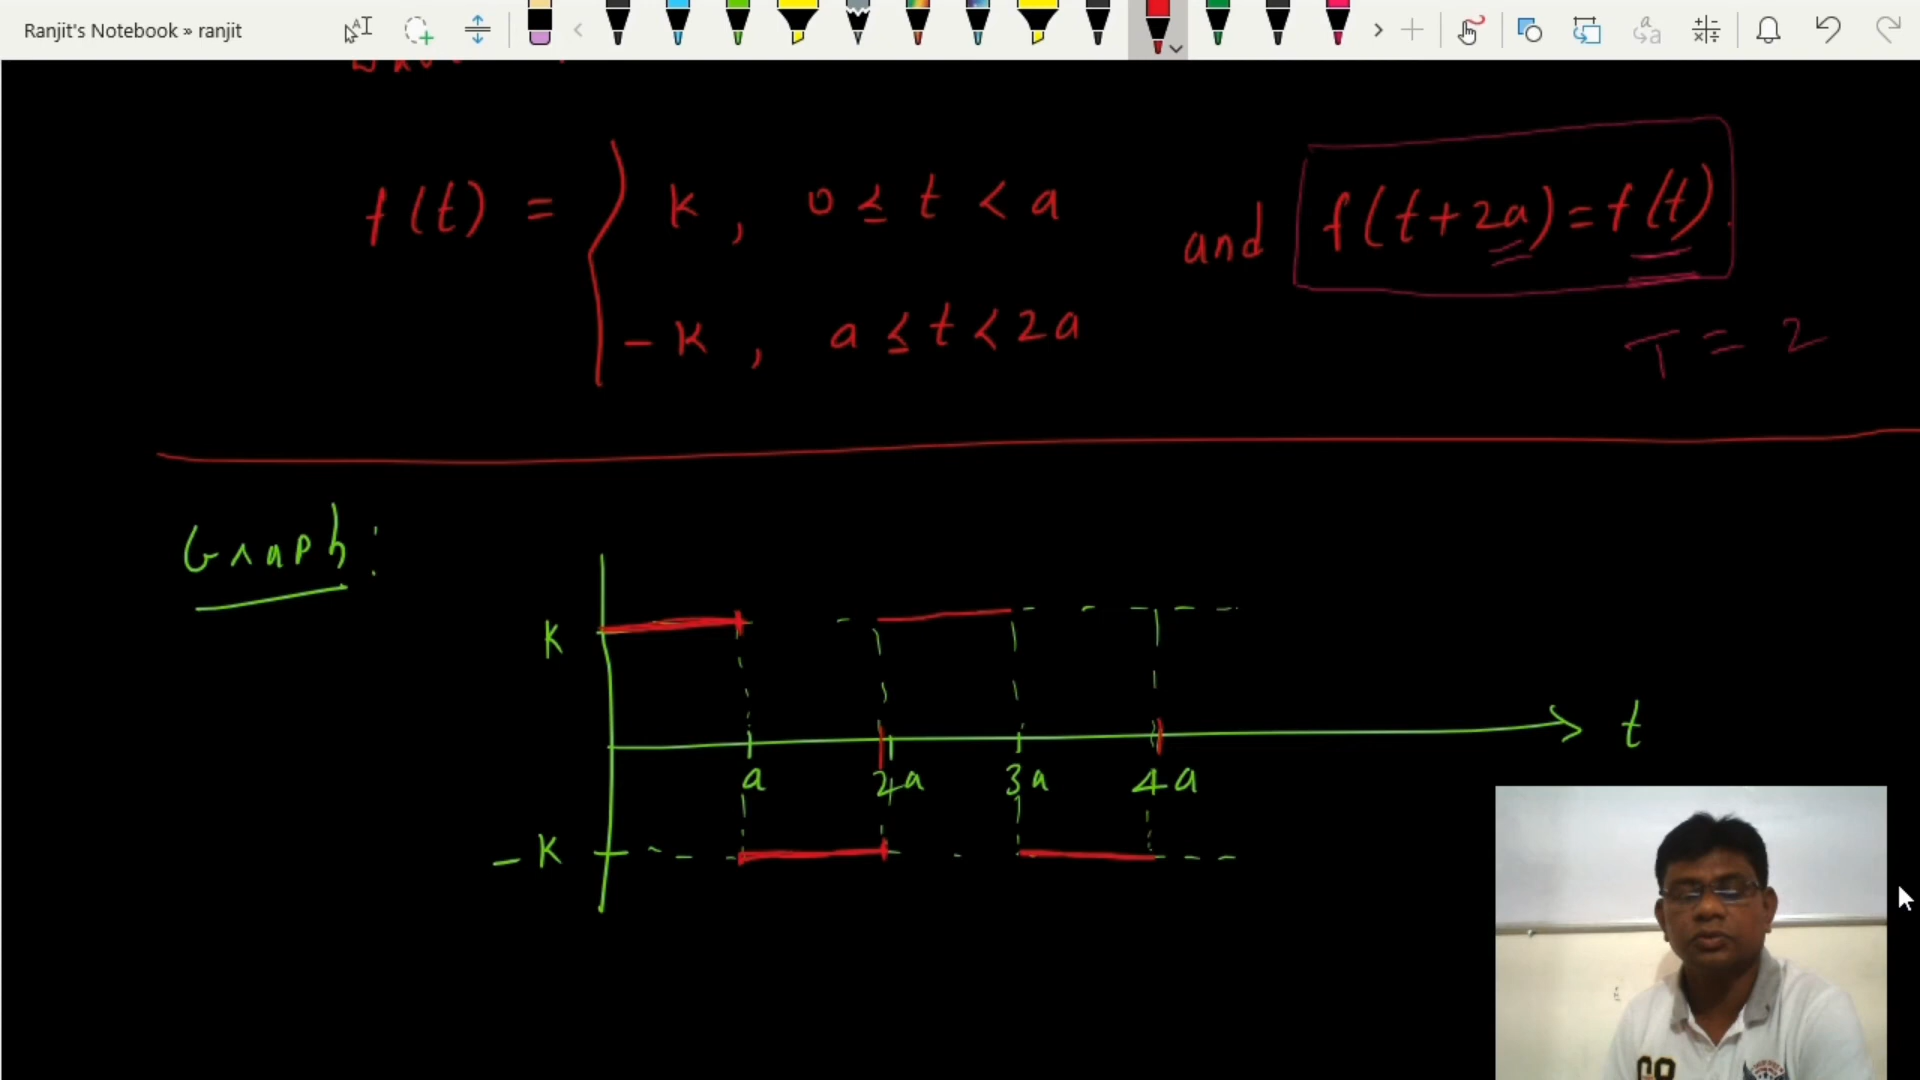 Ranjit's Notebook » ranjit
f(t) = { K , 0 ≤ t < a
and f(t+2a) = f(t).
-K , a ≤ t < 2a
T = 2
Graph :
K
t
a 2a 3a 4a
-K